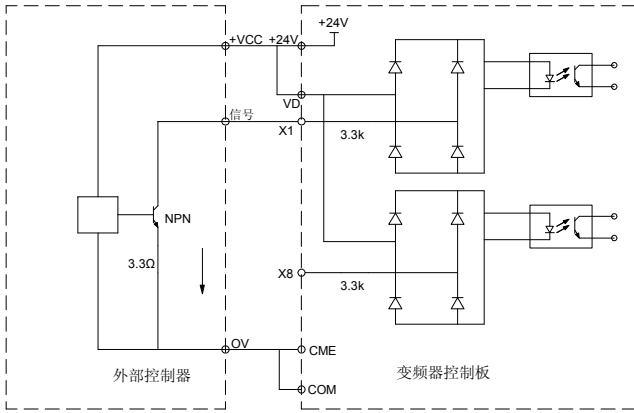 +24V
+VCC +24V
VD
信号
X1
3.3k
NPN
3.3Ω
X8
3.3k
OV
CME
COM
外部控制器
变频器控制板